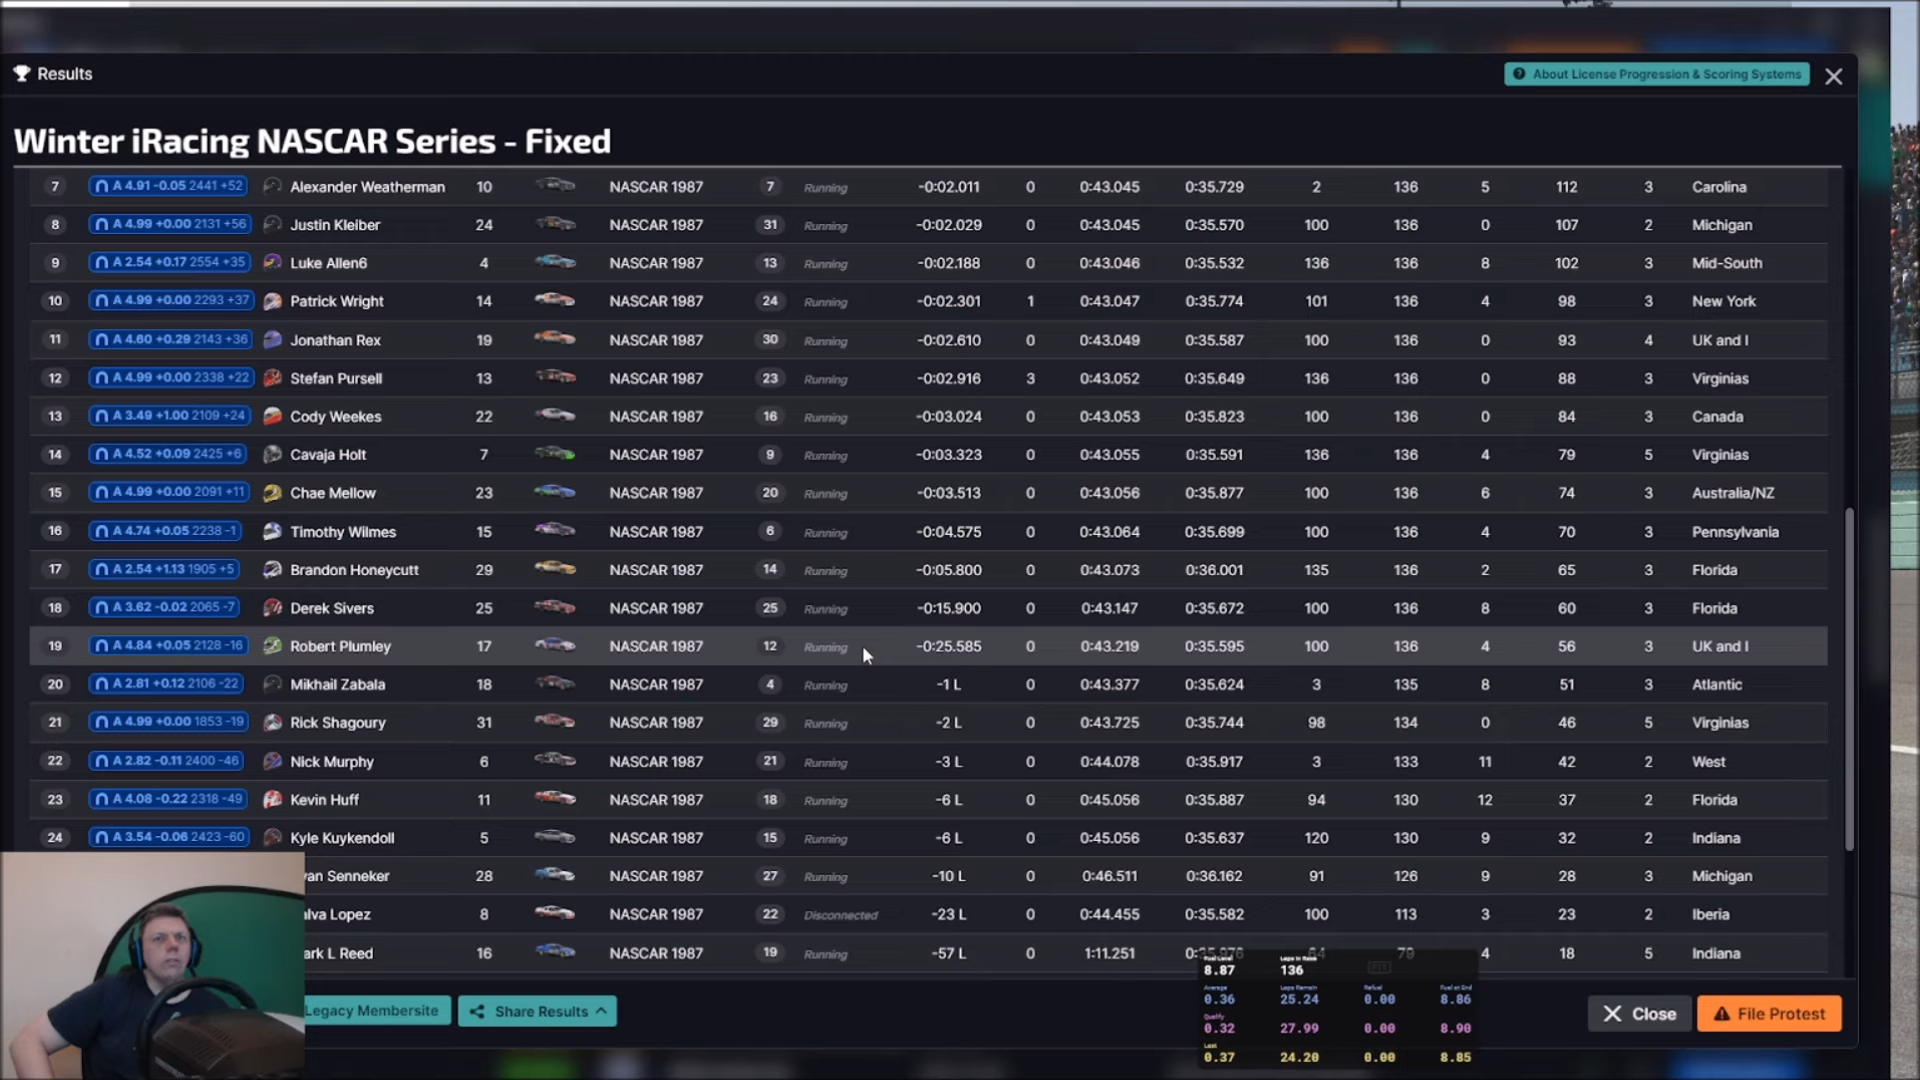 Results
About License Progression & Scoring Systems
Winter iRacing NASCAR Series - Fixed
7 A 4.91 -0.05 2441 +52 Alexander Weatherman 10 NASCAR 1987 7 Running -0:02.011 0 0:43.045 0:35.729 2 136 5 112 3 Carolina
8 A 4.99 +0.00 2131 +56 Justin Kleiber 24 NASCAR 1987 31 Running -0:02.029 0 0:43.045 0:35.570 100 136 0 107 2 Michigan
9 A 2.54 +0.17 2554 +35 Luke Allen6 4 NASCAR 1987 13 Running -0:02.188 0 0:43.046 0:35.532 136 136 8 102 3 Mid-South
10 A 4.99 +0.00 2293 +37 Patrick Wright 14 NASCAR 1987 24 Running -0:02.301 1 0:43.047 0:35.774 101 136 4 98 3 New York
11 A 4.60 +0.29 2143 +36 Jonathan Rex 19 NASCAR 1987 30 Running -0:02.610 0 0:43.049 0:35.587 100 136 0 93 4 UK and I
12 A 4.99 +0.00 2338 +22 Stefan Pursell 13 NASCAR 1987 23 Running -0:02.916 3 0:43.052 0:35.649 136 136 0 88 3 Virginias
13 A 3.49 +1.00 2109 +24 Cody Weekes 22 NASCAR 1987 16 Running -0:03.024 0 0:43.053 0:35.823 100 136 0 84 3 Canada
14 A 4.52 +0.09 2425 +6 Cavaja Holt 7 NASCAR 1987 9 Running -0:03.323 0 0:43.055 0:35.591 136 136 4 79 5 Virginias
15 A 4.99 +0.00 2091 +11 Chae Mellow 23 NASCAR 1987 20 Running -0:03.513 0 0:43.056 0:35.877 100 136 6 74 3 Australia/NZ
16 A 4.74 +0.05 2238 -1 Timothy Wilmes 15 NASCAR 1987 6 Running -0:04.575 0 0:43.064 0:35.699 100 136 4 70 3 Pennsylvania
17 A 2.54 +1.13 1905 +5 Brandon Honeycutt 29 NASCAR 1987 14 Running -0:05.800 0 0:43.073 0:36.001 135 136 2 65 3 Florida
18 A 3.62 -0.02 2065 -7 Derek Sivers 25 NASCAR 1987 25 Running -0:15.900 0 0:43.147 0:35.672 100 136 8 60 3 Florida
19 A 4.84 +0.05 2128 -16 Robert Plumley 17 NASCAR 1987 12 Running -0:25.585 0 0:43.219 0:35.595 100 136 4 56 3 UK and I
20 A 2.81 +0.12 2106 -22 Mikhail Zabala 18 NASCAR 1987 4 Running -1 L 0 0:43.377 0:35.624 3 135 8 51 3 Atlantic
21 A 4.99 +0.00 1853 -19 Rick Shagoury 31 NASCAR 1987 29 Running -2 L 0 0:43.725 0:35.744 98 134 0 46 5 Virginias
22 A 2.82 -0.11 2400 -46 Nick Murphy 6 NASCAR 1987 21 Running -3 L 0 0:44.078 0:35.917 3 133 11 42 2 West
23 A 4.08 -0.22 2318 -49 Kevin Huff 11 NASCAR 1987 18 Running -6 L 0 0:45.056 0:35.887 94 130 12 37 2 Florida
24 A 3.54 -0.06 2423 -60 Kyle Kuykendoll 5 NASCAR 1987 15 Running -6 L 0 0:45.056 0:35.637 120 130 9 32 2 Indiana
an Senneker 28 NASCAR 1987 27 Running -10 L 0 0:46.511 0:36.162 91 126 9 28 3 Michigan
lva Lopez 8 NASCAR 1987 22 Disconnected -23 L 0 0:44.455 0:35.582 100 113 3 23 2 Iberia
ark L Reed 16 NASCAR 1987 19 Running -57 L 0 1:11.251 79 4 18 5 Indiana
Fuel Level Laps In Race
8.87 136
Average Laps Remain Refuel Fuel at End
0.36 25.24 0.00 8.86
Qualify
0.32 27.99 0.00 8.90
Last
0.37 24.20 0.00 8.85
Legacy Membersite
Share Results
Close
File Protest